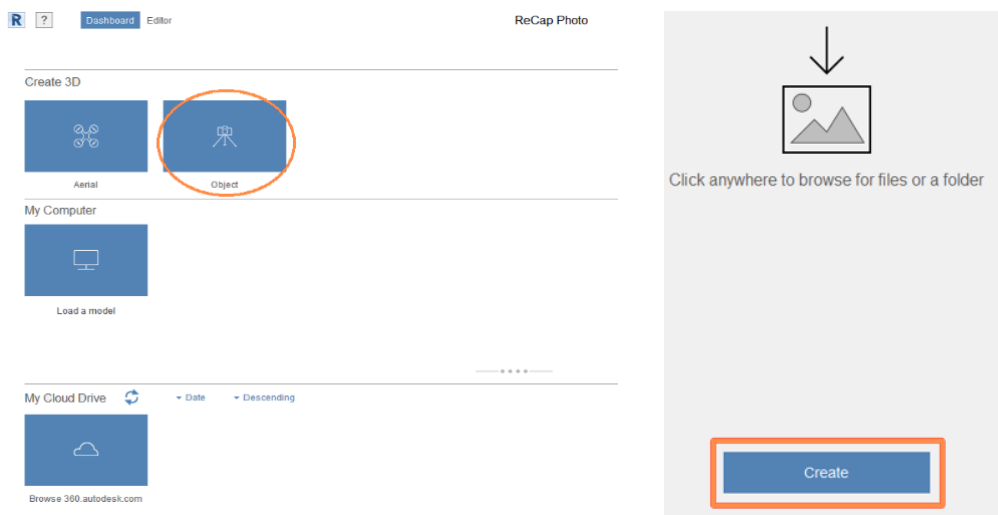 R ? Dashboard Editor ReCap Photo
Create 3D
Aerial Object
My Computer
Load a model
My Cloud Drive Date Descending
Browse 360.autodesk.com
Click anywhere to browse for files or a folder
Create